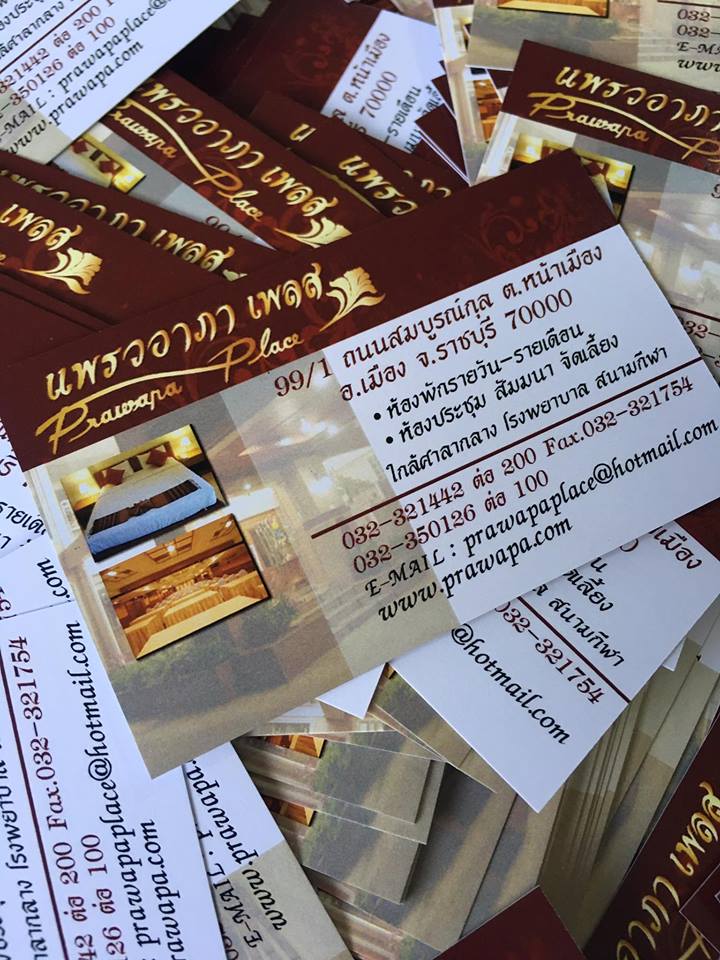 แพรวอาภา เพลส
Prawapa Place
99/1 ถนนสมบูรณ์กุล ต.หน้าเมือง
อ.เมือง จ.ราชบุรี 70000
• ห้องพักรายวัน-รายเดือน
• ห้องประชุม สัมมนา จัดเลี้ยง
ใกล้ศาลากลาง โรงพยาบาล สนามกีฬา
032-321442 ต่อ 200 Fax.032-321754
032-350126 ต่อ 100
E-MAIL : prawapaplace@hotmail.com
www.prawapa.com